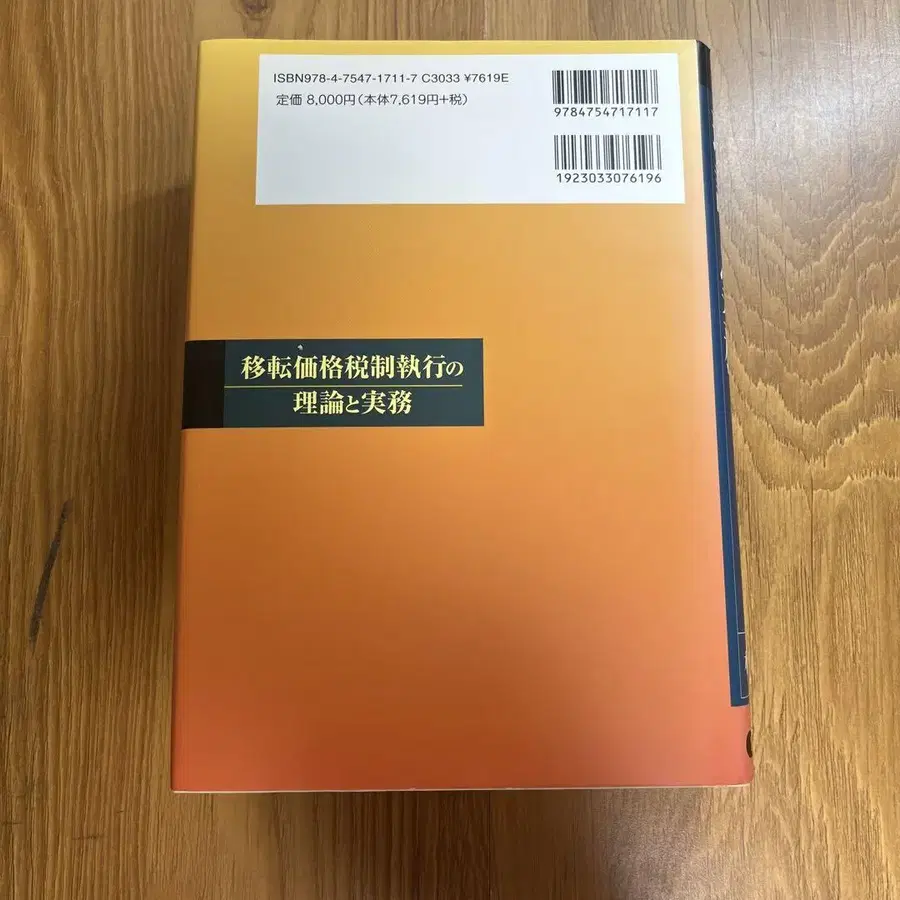 ISBN978-4-7547-1711-7 C3033 ¥7619E
定価 8,000円(本体7,619円+税)
9784754717117
1923033076196
移転価格税制執行の
理論と実務